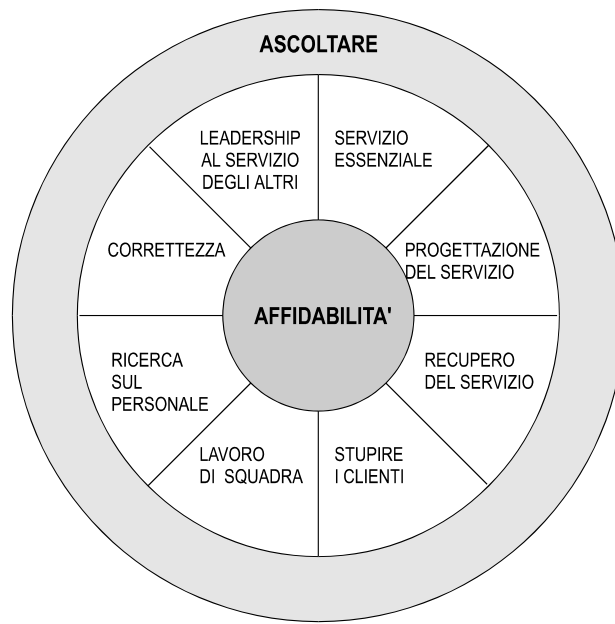 ASCOLTARE
LEADERSHIP
AL SERVIZIO
DEGLI ALTRI
SERVIZIO
ESSENZIALE
CORRETTEZZA
PROGETTAZIONE
DEL SERVIZIO
AFFIDABILITA'
RICERCA
SUL
PERSONALE
RECUPERO
DEL SERVIZIO
LAVORO
DI SQUADRA
STUPIRE
I CLIENTI